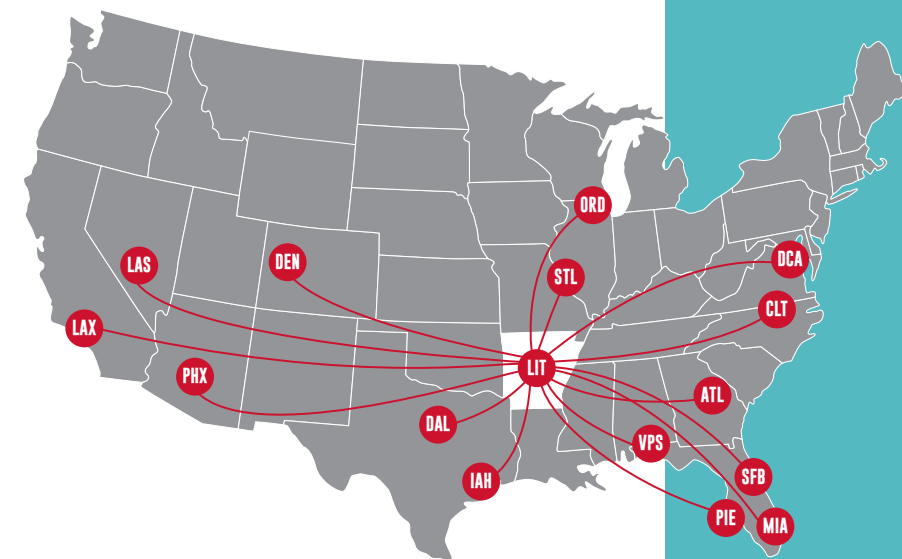 ORD
DCA
LAS
DEN
STL
CLT
LAX
LIT
PHX
ATL
DAL
VPS
IAH
SFB
PIE
MIA